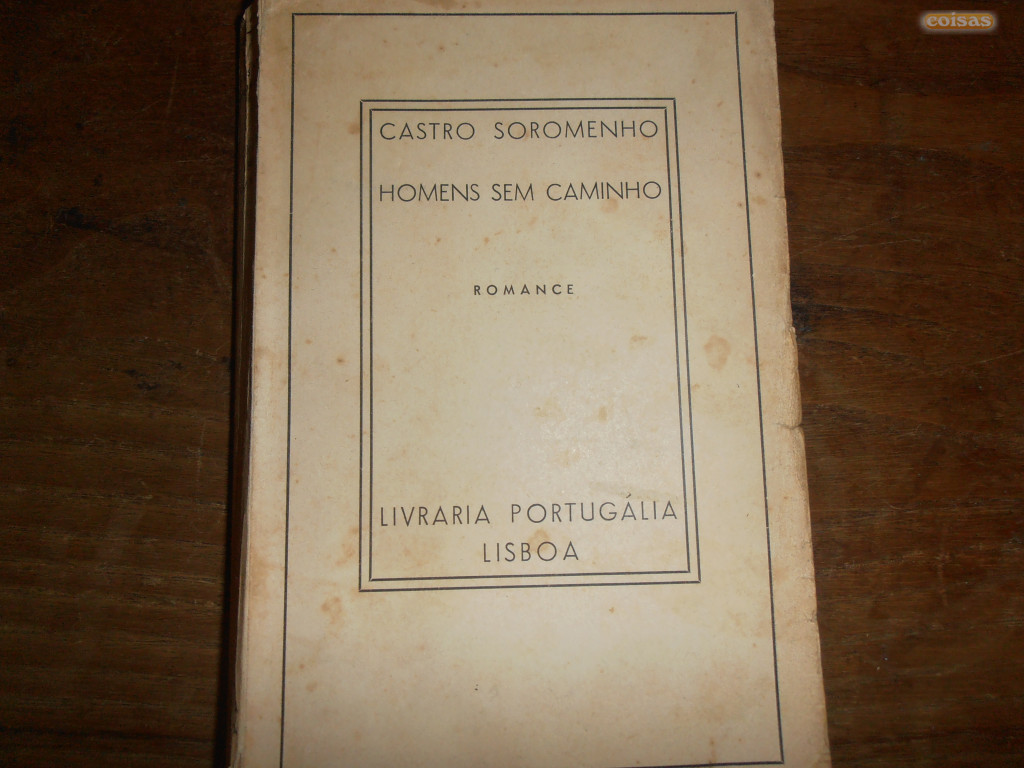 coisas
CASTRO SOROMENHO
HOMENS SEM CAMINHO
ROMANCE
LIVRARIA PORTUGÁLIA
LISBOA